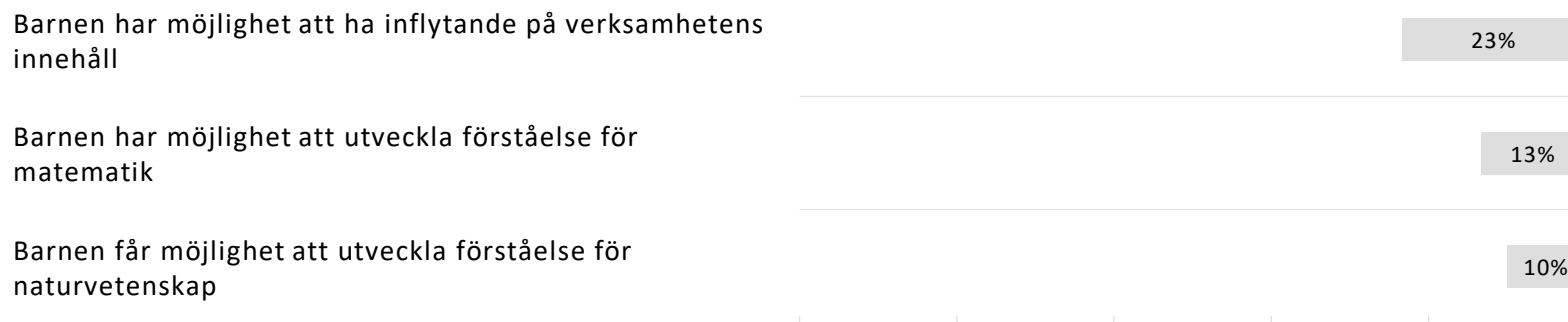 Barnen har möjlighet att ha inflytande på verksamhetens
innehåll
23%
Barnen har möjlighet att utveckla förståelse för
matematik
13%
Barnen får möjlighet att utveckla förståelse för
naturvetenskap
10%